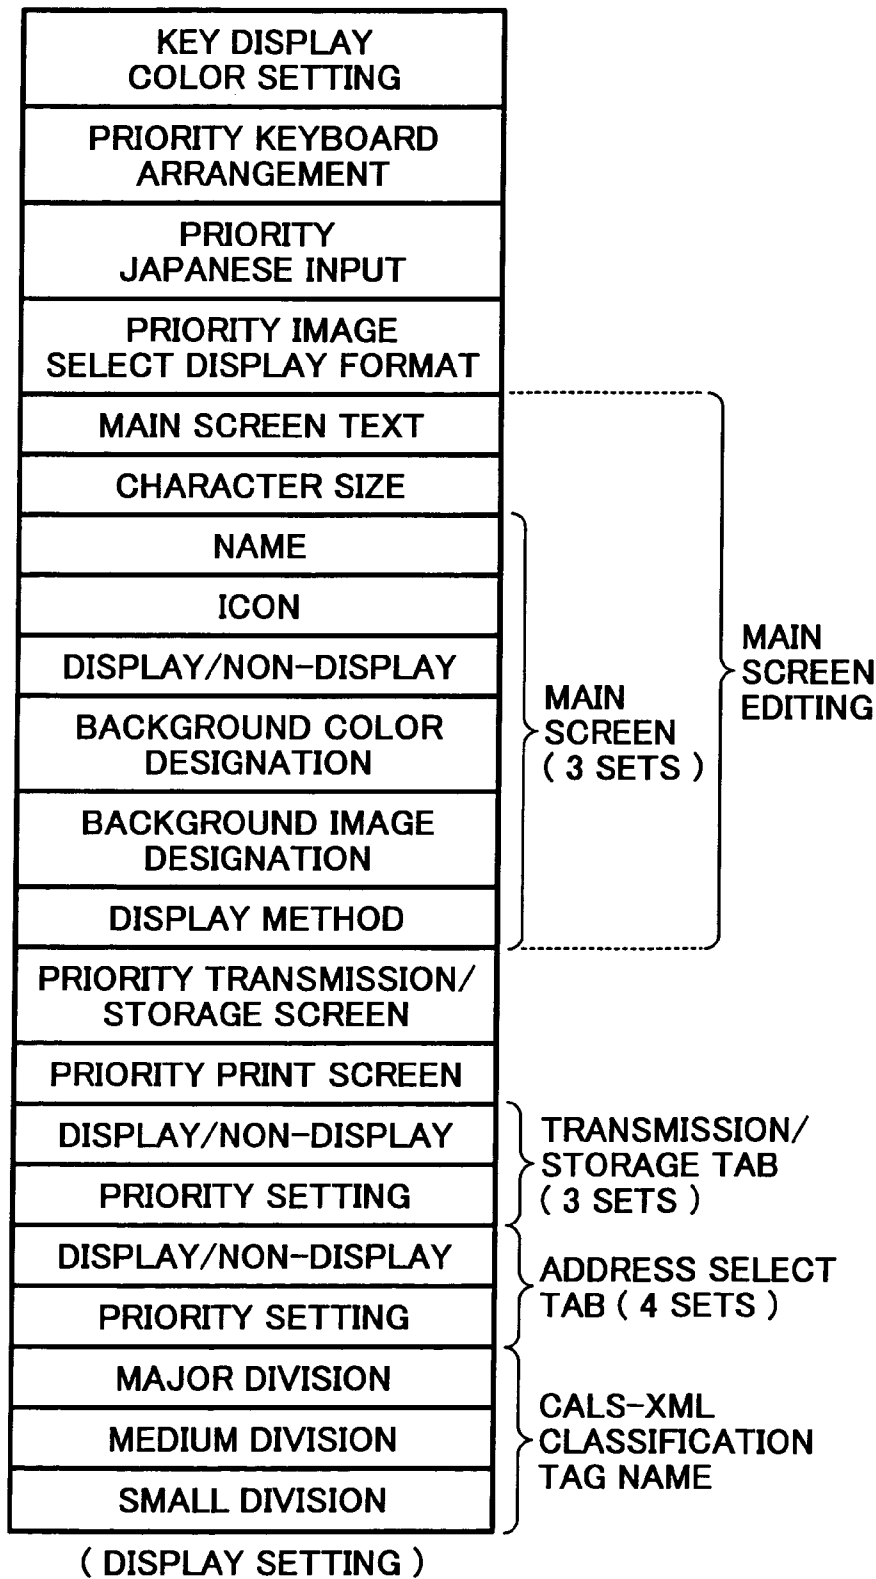 KEY DISPLAY
COLOR SETTING
PRIORITY KEYBOARD
ARRANGEMENT
PRIORITY
JAPANESE INPUT
PRIORITY IMAGE
SELECT DISPLAY FORMAT
MAIN SCREEN TEXT
CHARACTER SIZE
NAME
ICON
DISPLAY/NON-DISPLAY
BACKGROUND COLOR
DESIGNATION
BACKGROUND IMAGE
DESIGNATION
DISPLAY METHOD
MAIN
SCREEN
( 3 SETS )
MAIN
SCREEN
EDITING
PRIORITY TRANSMISSION/
STORAGE SCREEN
PRIORITY PRINT SCREEN
DISPLAY/NON-DISPLAY
PRIORITY SETTING
TRANSMISSION/
STORAGE TAB
( 3 SETS )
DISPLAY/NON-DISPLAY
PRIORITY SETTING
ADDRESS SELECT
TAB ( 4 SETS )
MAJOR DIVISION
MEDIUM DIVISION
SMALL DIVISION
CALS-XML
CLASSIFICATION
TAG NAME
( DISPLAY SETTING )